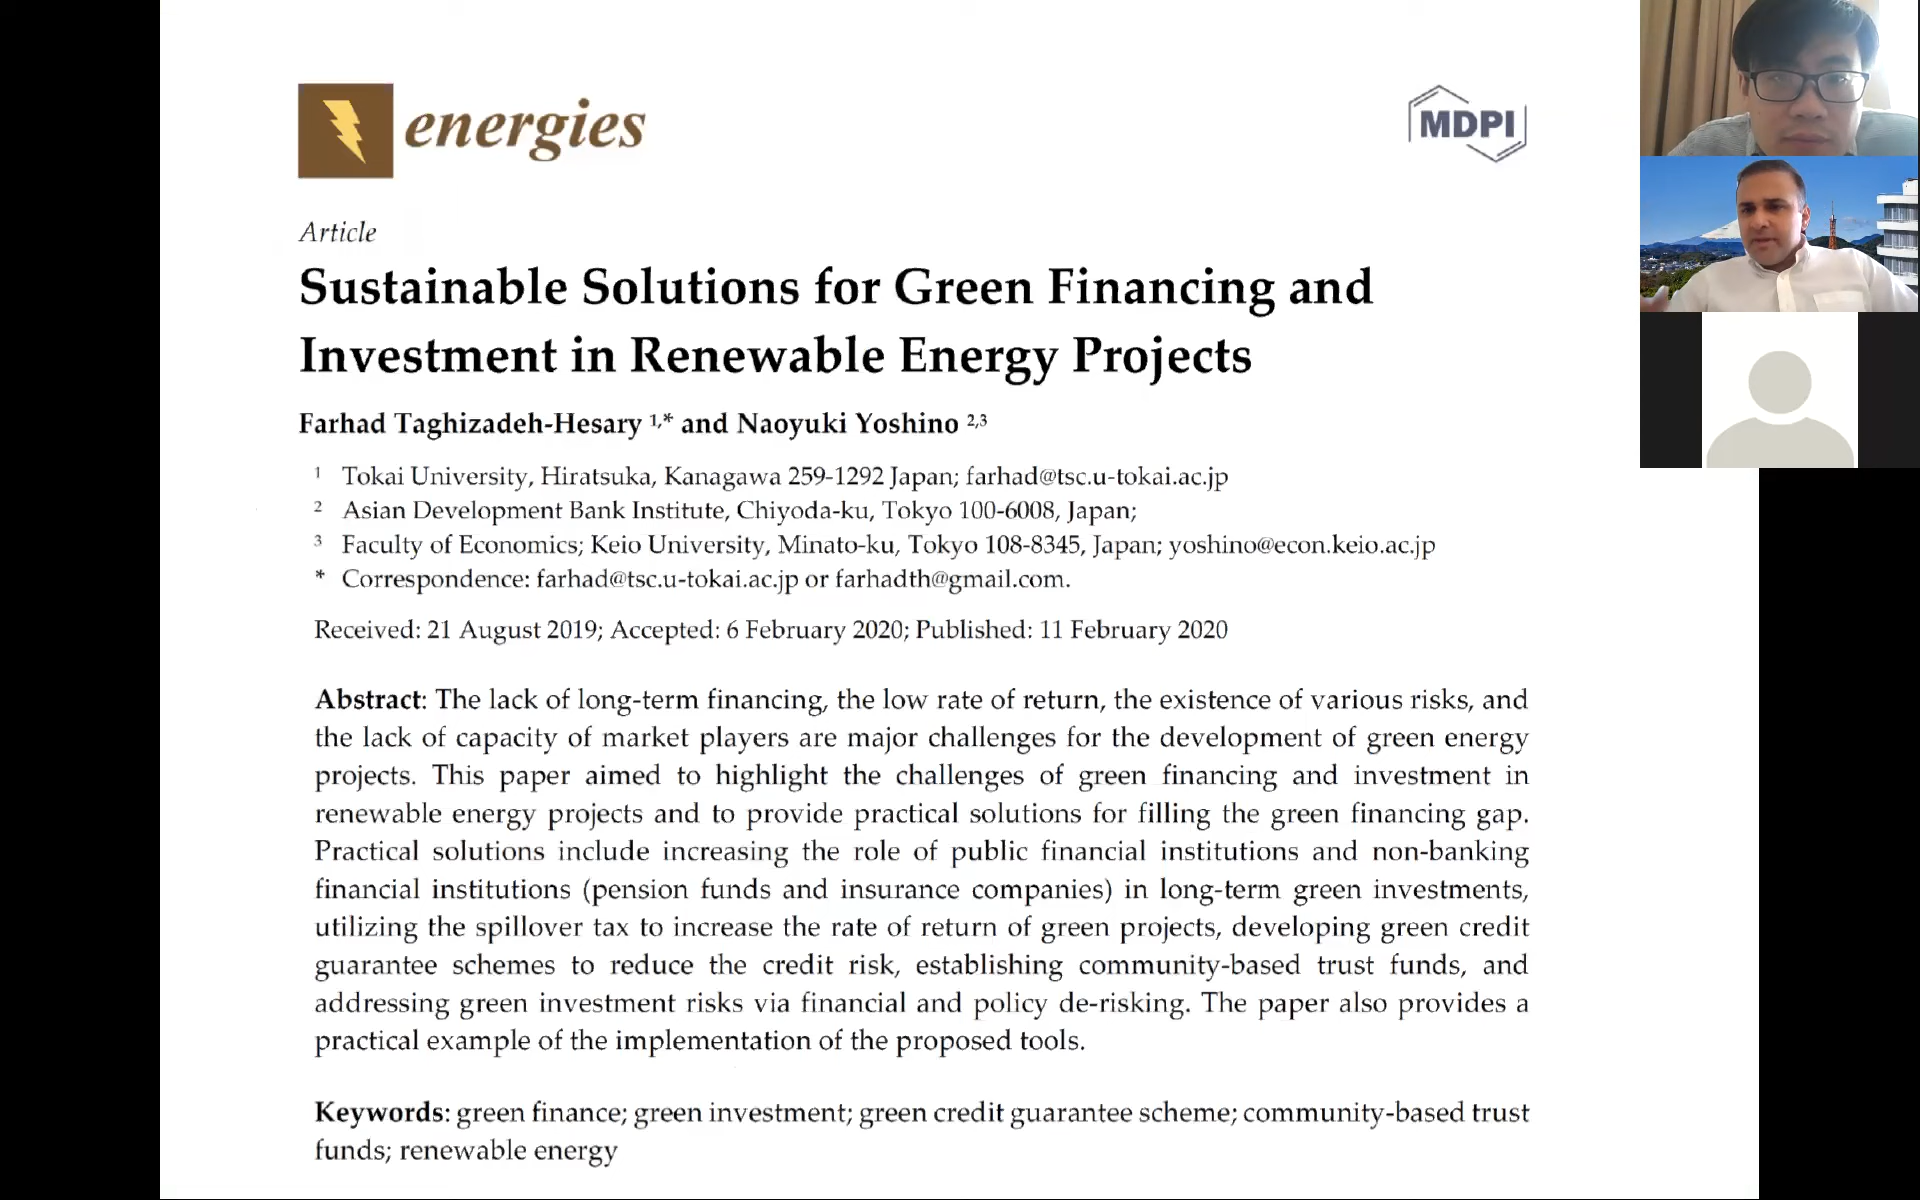 energies
MDPI
Article
Sustainable Solutions for Green Financing and
Investment in Renewable Energy Projects
Farhad Taghizadeh-Hesary 1,* and Naoyuki Yoshino 2,3
1 Tokai University, Hiratsuka, Kanagawa 259-1292 Japan; farhad@tsc.u-tokai.ac.jp
2 Asian Development Bank Institute, Chiyoda-ku, Tokyo 100-6008, Japan;
3 Faculty of Economics; Keio University, Minato-ku, Tokyo 108-8345, Japan; yoshino@econ.keio.ac.jp
* Correspondence: farhad@tsc.u-tokai.ac.jp or farhadth@gmail.com.
Received: 21 August 2019; Accepted: 6 February 2020; Published: 11 February 2020
Abstract: The lack of long-term financing, the low rate of return, the existence of various risks, and
the lack of capacity of market players are major challenges for the development of green energy
projects. This paper aimed to highlight the challenges of green financing and investment in
renewable energy projects and to provide practical solutions for filling the green financing gap.
Practical solutions include increasing the role of public financial institutions and non-banking
financial institutions (pension funds and insurance companies) in long-term green investments,
utilizing the spillover tax to increase the rate of return of green projects, developing green credit
guarantee schemes to reduce the credit risk, establishing community-based trust funds, and
addressing green investment risks via financial and policy de-risking. The paper also provides a
practical example of the implementation of the proposed tools.
Keywords: green finance; green investment; green credit guarantee scheme; community-based trust
funds; renewable energy